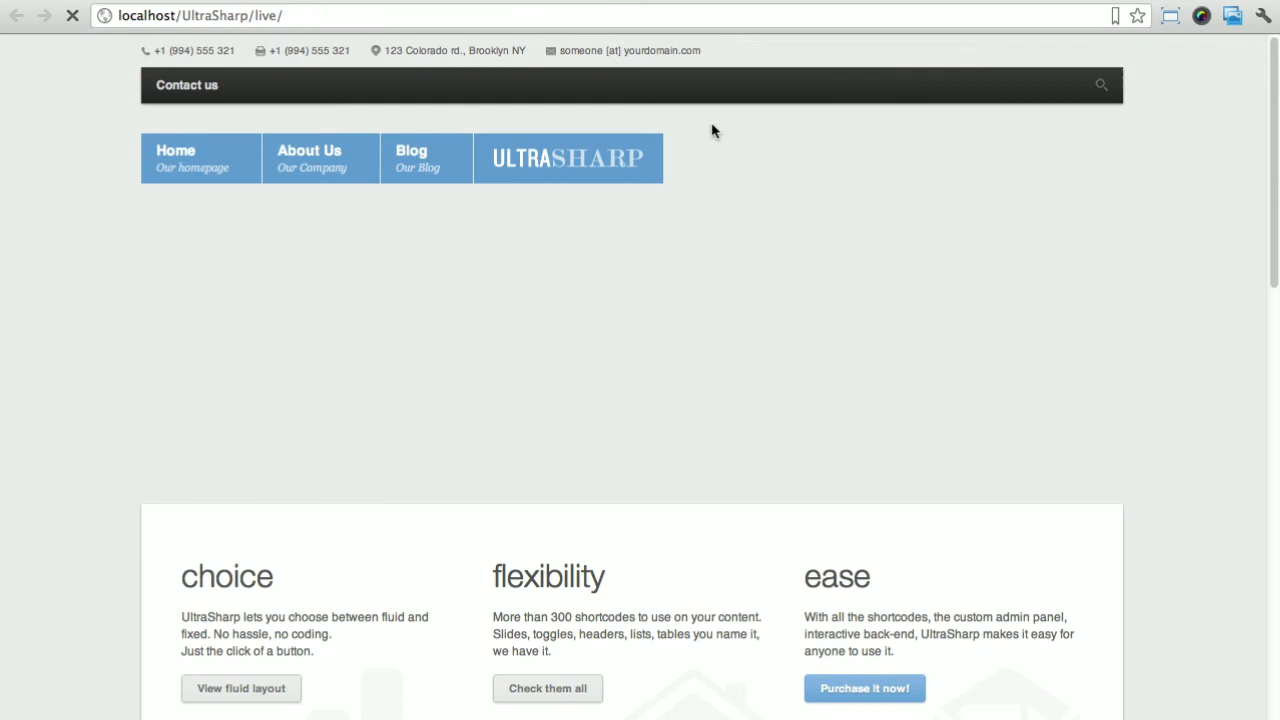 localhost/UltraSharp/live/
+1 (994) 555 321 +1 (994) 555 321 123 Colorado rd., Brooklyn NY someone [at] yourdomain.com
Contact us
Home About Us Blog ULTRASHARP
Our homepage Our Company Our Blog
choice flexibility ease
UltraSharp lets you choose between fluid and
fixed. No hassle, no coding.
Just the click of a button.
View fluid layout
More than 300 shortcodes to use on your content.
Slides, toggles, headers, lists, tables you name it,
we have it.
Check them all
With all the shortcodes, the custom admin panel,
interactive back-end, UltraSharp makes it easy for
anyone to use it.
Purchase it now!